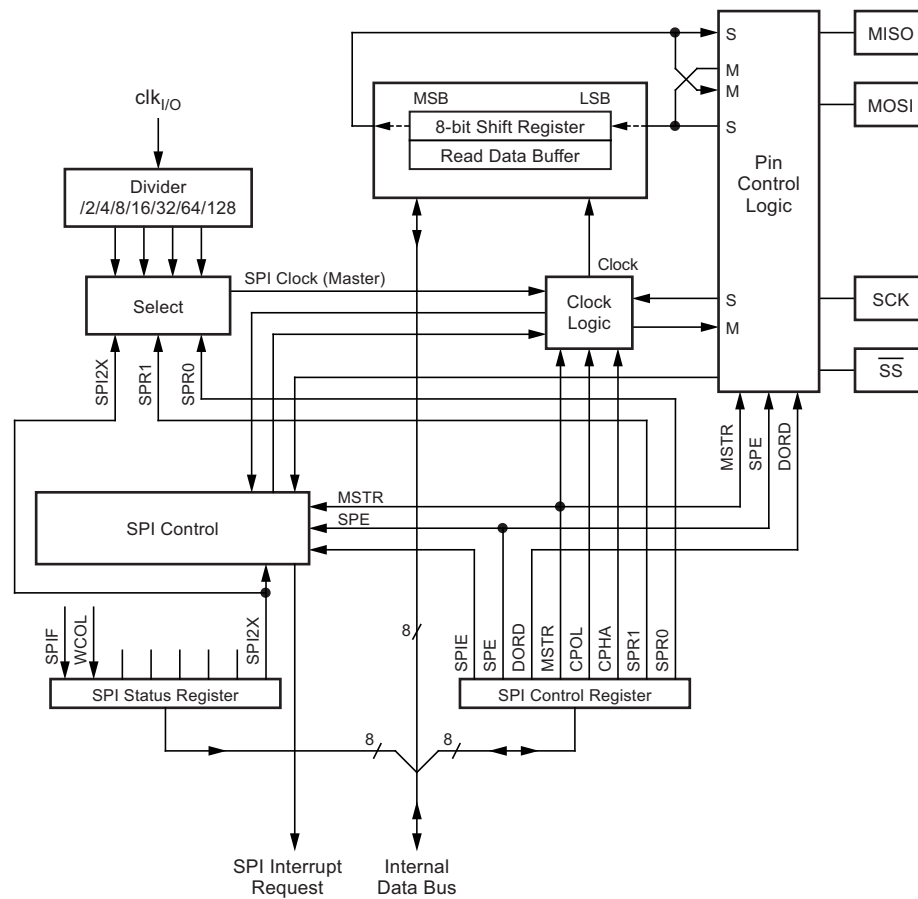 S
MISO
M
M
MOSI
clkI/O
MSB
LSB
8-bit Shift Register
S
Read Data Buffer
Pin
Control
Logic
Divider
/2/4/8/16/32/64/128
SPI Clock (Master)
Clock
Select
Clock
Logic
S
M
SCK
SS
SPI2X
SPR1
SPR0
MSTR
SPE
DORD
MSTR
SPE
SPI Control
SPIF
WCOL
SPI2X
8
SPIE
SPE
DORD
MSTR
CPOL
CPHA
SPR1
SPR0
SPI Status Register
SPI Control Register
8
8
SPI Interrupt
Request
Internal
Data Bus